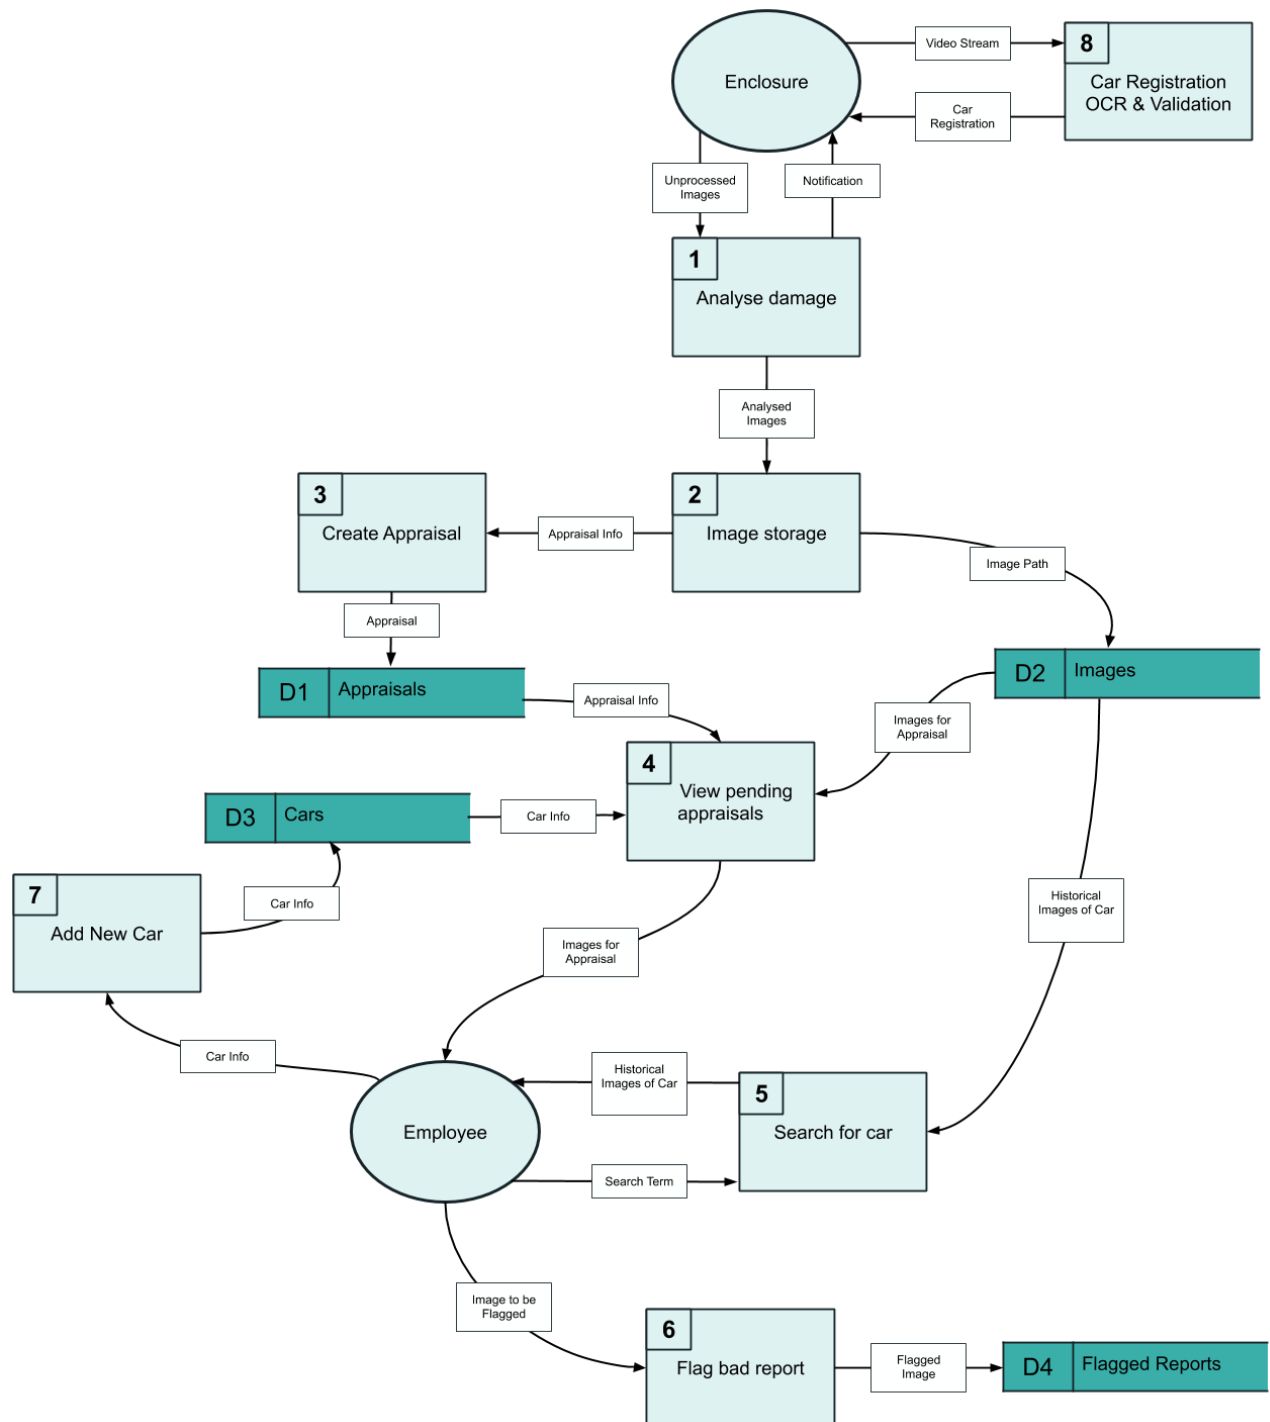 Enclosure
Video Stream
8
Car Registration
OCR & Validation
Car
Registration
Unprocessed
Images
Notification
1
Analyse damage
Analysed
Images
3
Create Appraisal
Appraisal Info
2
Image storage
Image Path
Appraisal
D1
Appraisals
Appraisal Info
D2
Images
Images for
Appraisal
4
View pending
appraisals
D3
Cars
Car Info
7
Add New Car
Car Info
Historical
Images of Car
Images for
Appraisal
Car Info
Employee
Historical
Images of Car
5
Search for car
Search Term
Image to be
Flagged
6
Flag bad report
Flagged
Image
D4
Flagged Reports